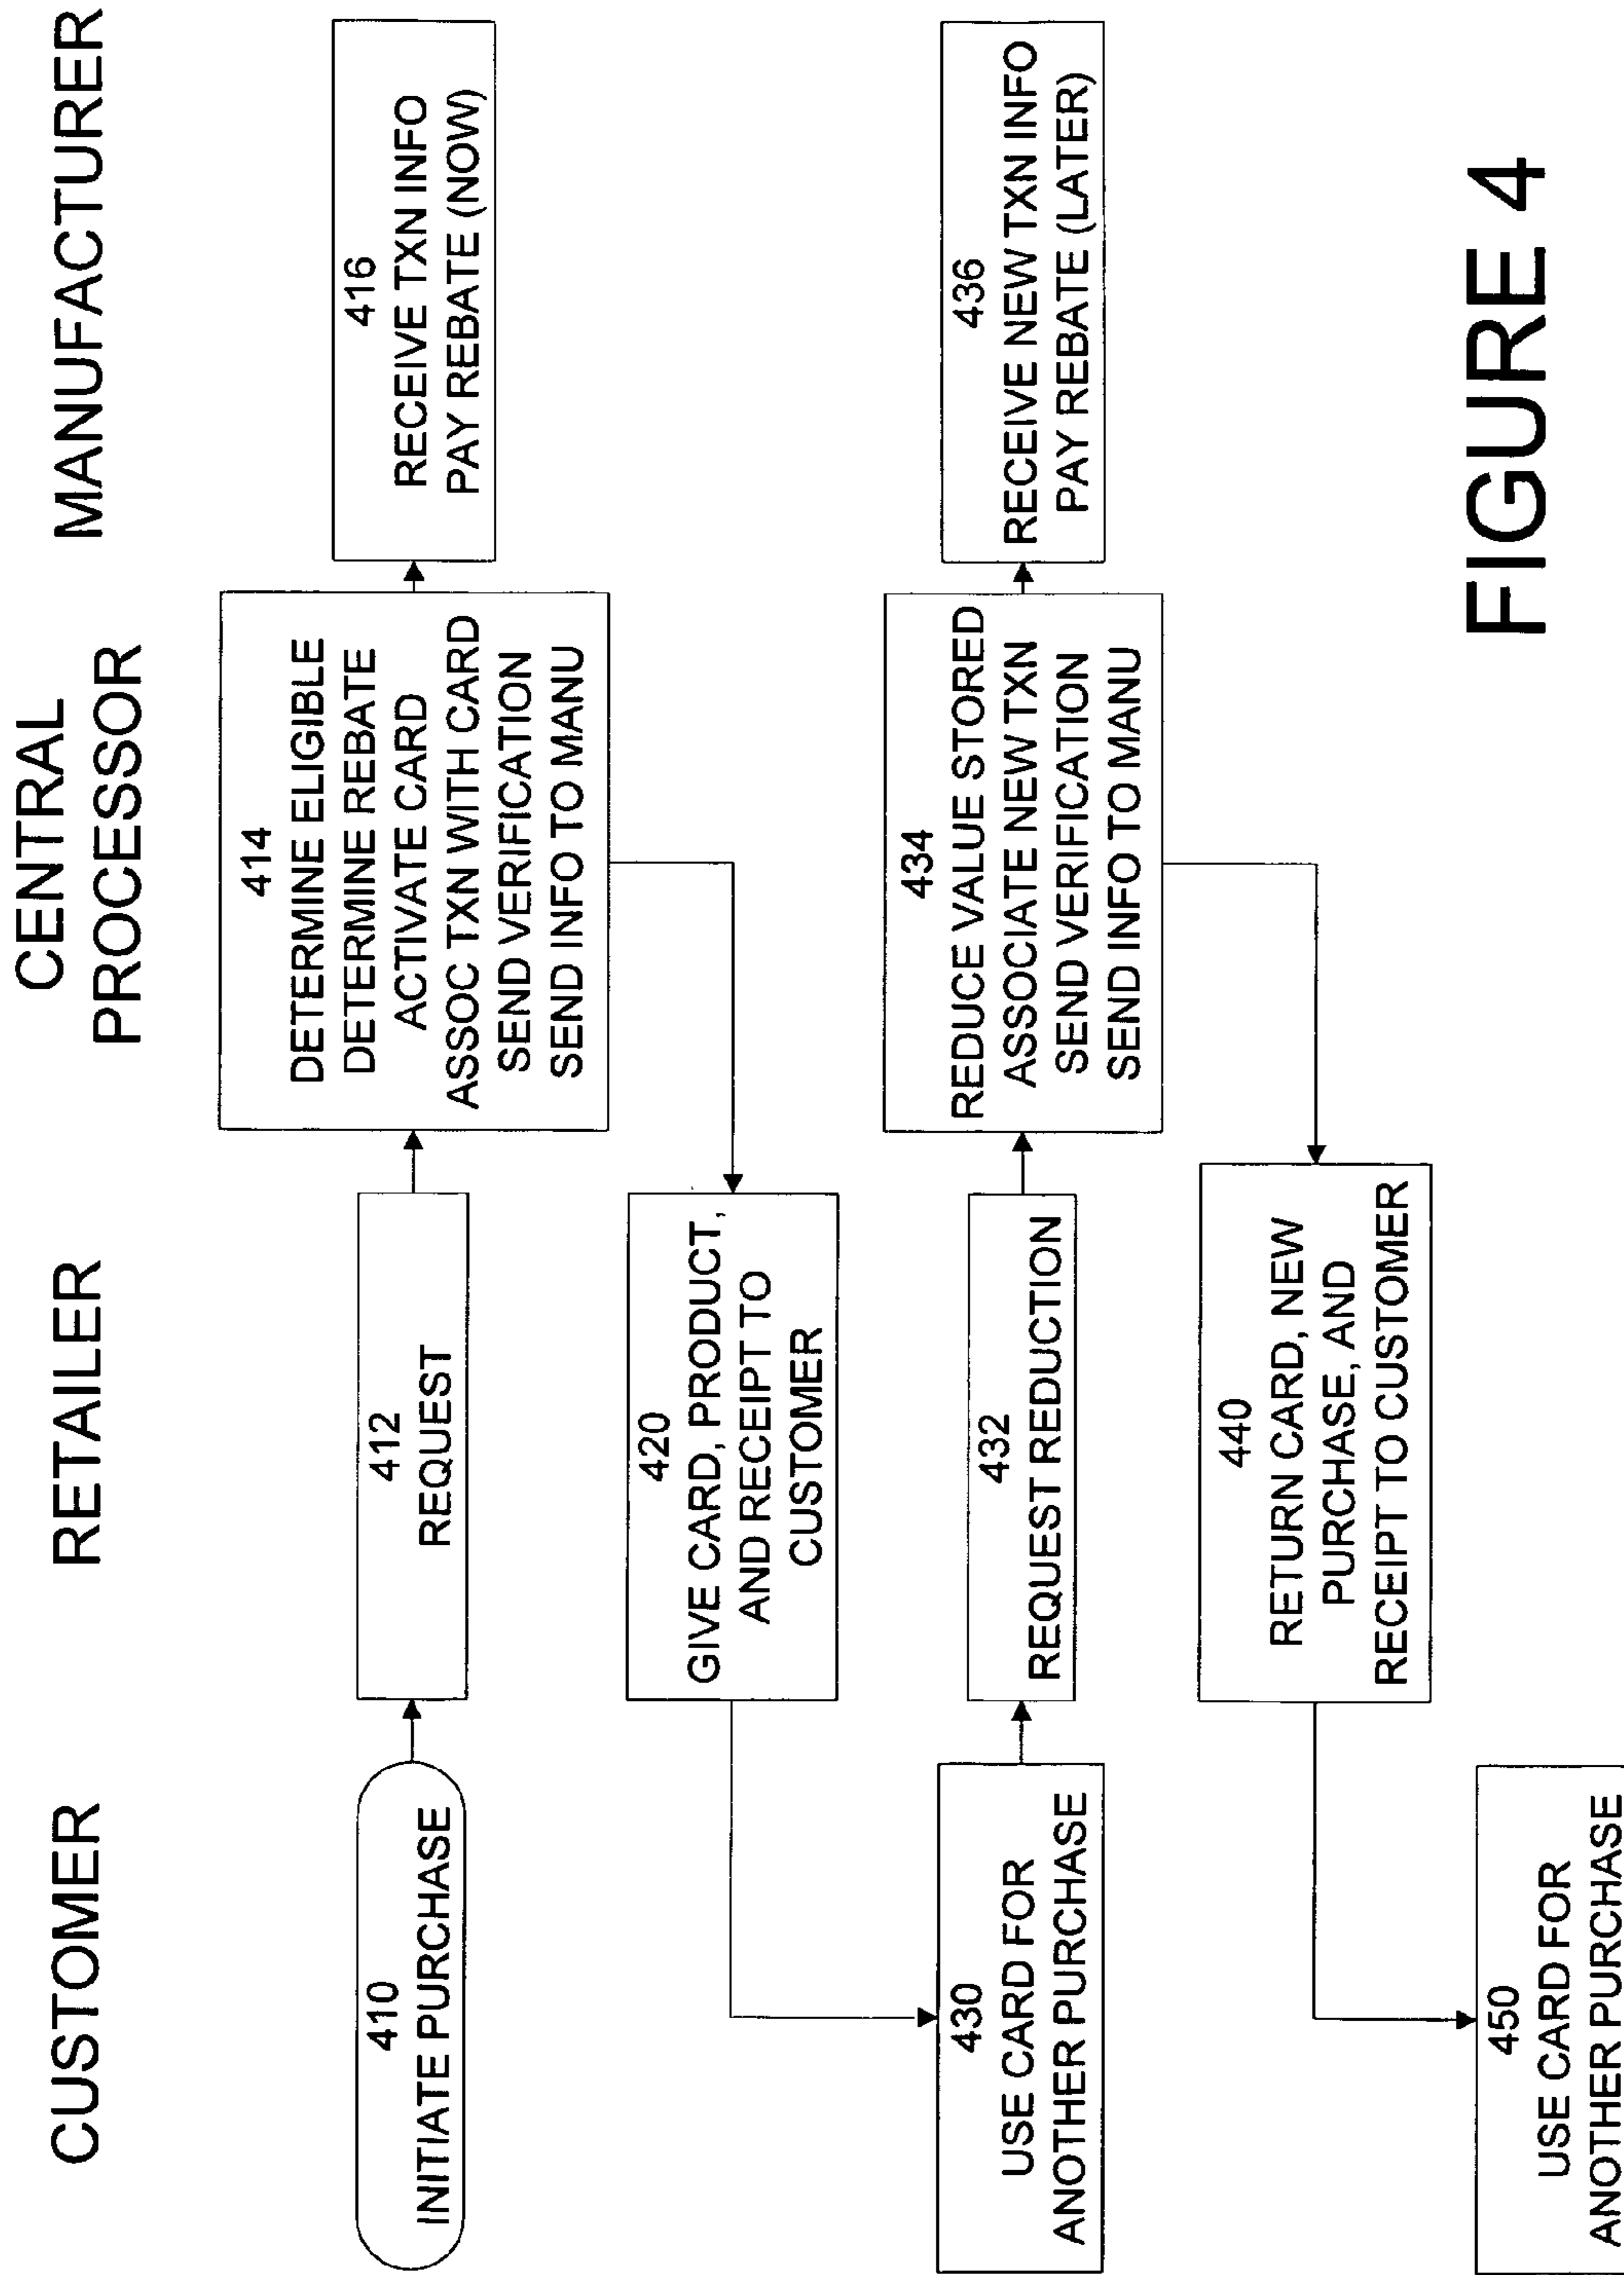 CUSTOMER
RETAILER
CENTRAL
PROCESSOR
MANUFACTURER
410
INITIATE PURCHASE
412
REQUEST
414
DETERMINE ELIGIBLE
DETERMINE REBATE
ACTIVATE CARD
ASSOC TXN WITH CARD
SEND VERIFICATION
SEND INFO TO MANU
416
RECEIVE TXN INFO
PAY REBATE (NOW)
420
GIVE CARD, PRODUCT,
AND RECEIPT TO
CUSTOMER
430
USE CARD FOR
ANOTHER PURCHASE
432
REQUEST REDUCTION
434
REDUCE VALUE STORED
ASSOCIATE NEW TXN
SEND VERIFICATION
SEND INFO TO MANU
436
RECEIVE NEW TXN INFO
PAY REBATE (LATER)
440
RETURN CARD, NEW
PURCHASE, AND
RECEIPT TO CUSTOMER
450
USE CARD FOR
ANOTHER PURCHASE
FIGURE 4